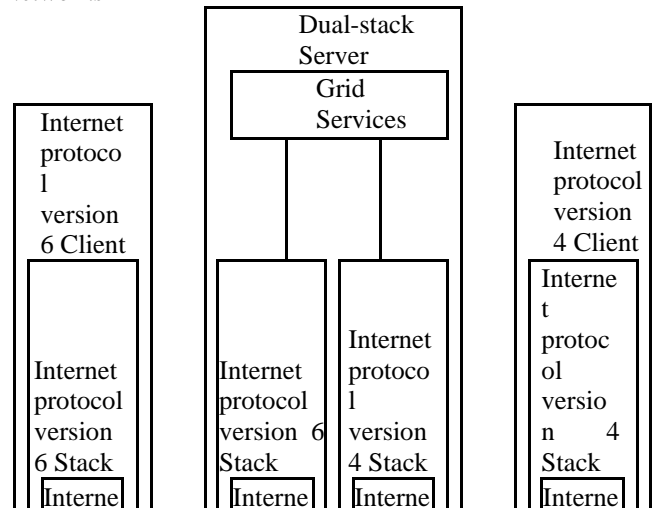 Dual-stack
Server
Grid
Services
Internet
protoco
l
version
6 Client
Internet
protocol
version
4 Client
Internet
protocol
version
6 Stack
Interne
Internet
protocol
version 6
Stack
Interne
Internet
protoco
l
version
4 Stack
Interne
Interne
t
protoc
ol
versio
n 4
Stack
Interne